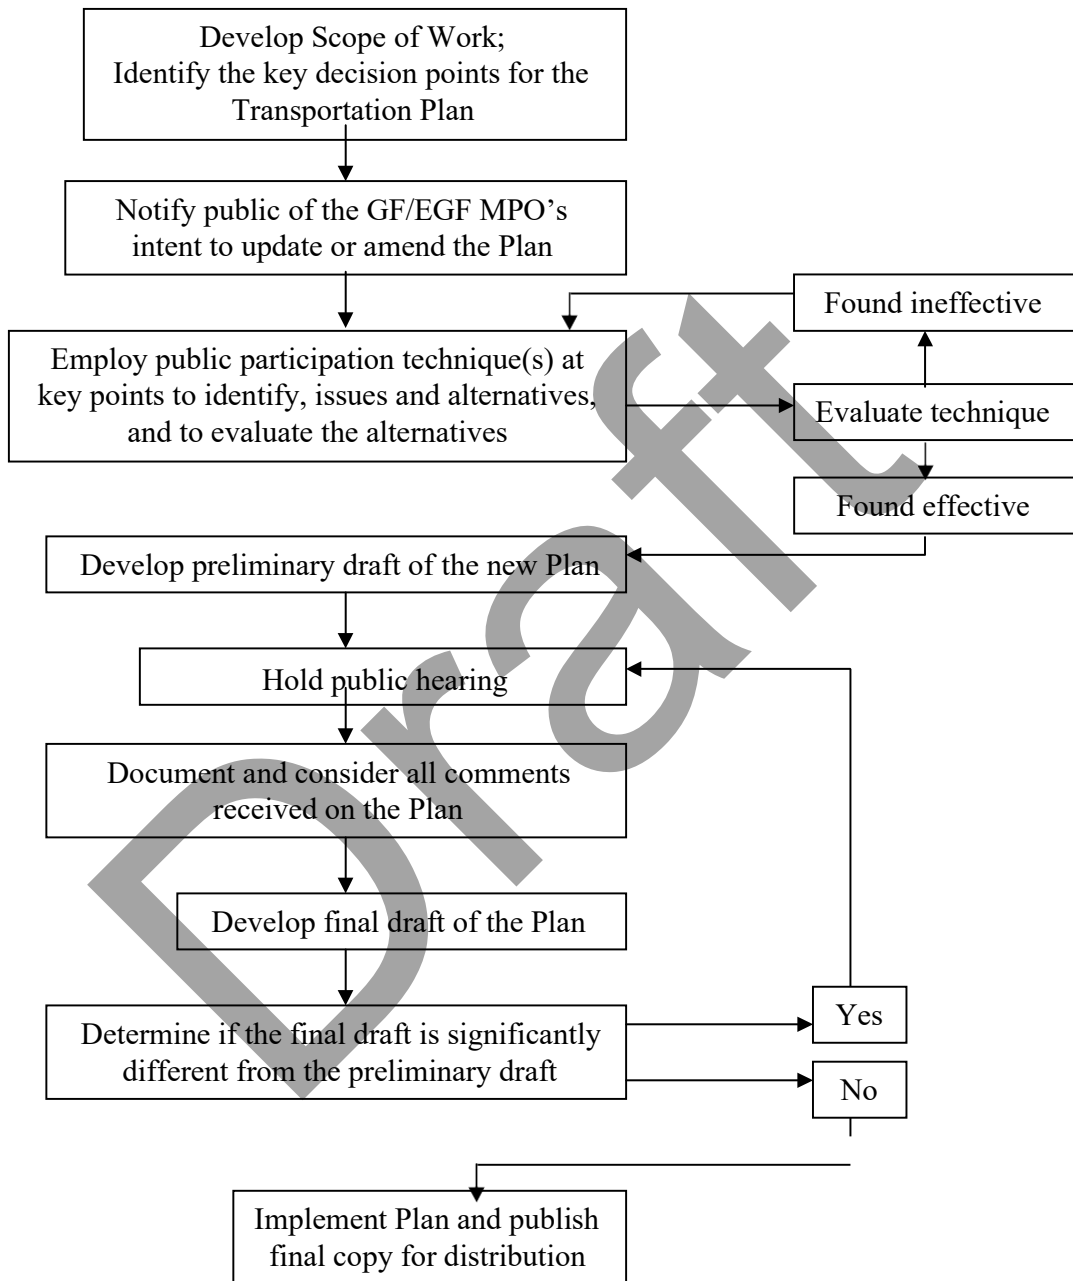 Develop Scope of Work;
Identify the key decision points for the
Transportation Plan
Notify public of the GF/EGF MPO’s
intent to update or amend the Plan
Found ineffective
Employ public participation technique(s) at
key points to identify, issues and alternatives,
and to evaluate the alternatives
Evaluate technique
Found effective
Develop preliminary draft of the new Plan
Hold public hearing
Document and consider all comments
received on the Plan
Develop final draft of the Plan
Determine if the final draft is significantly
different from the preliminary draft
Yes
No
Implement Plan and publish
final copy for distribution
Draft